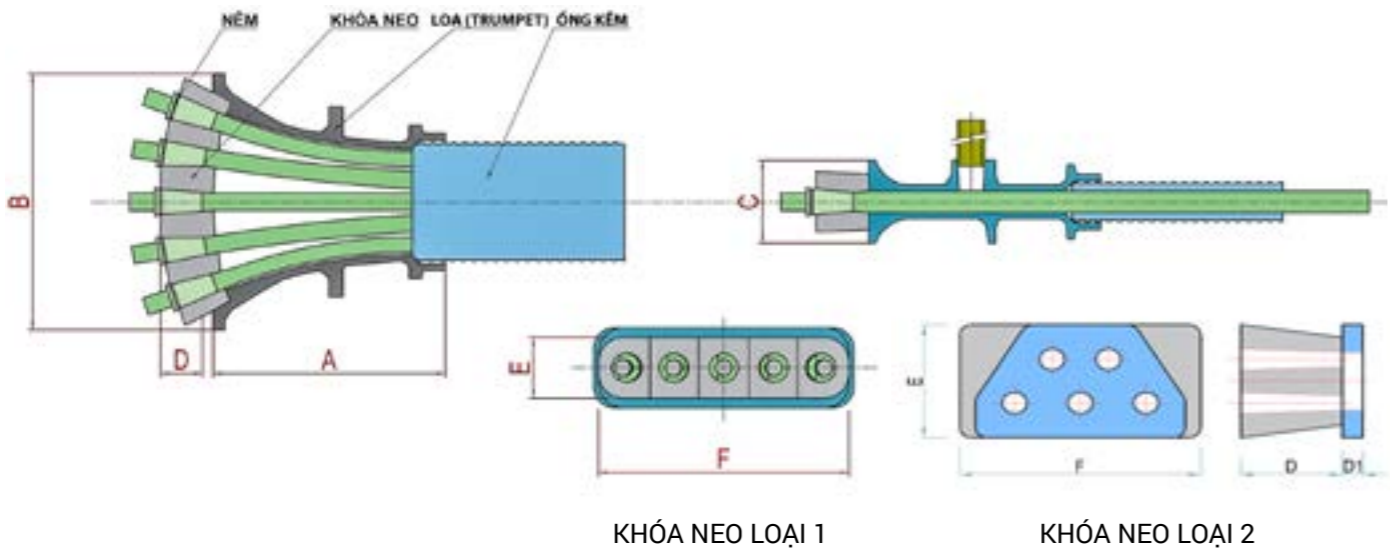 NÊM KHÓA NEO LOA (TRUMPET) ỐNG KẼM
B
D
A
C
E
F
E
F
D
D1
KHÓA NEO LOẠI 1
KHÓA NEO LOẠI 2